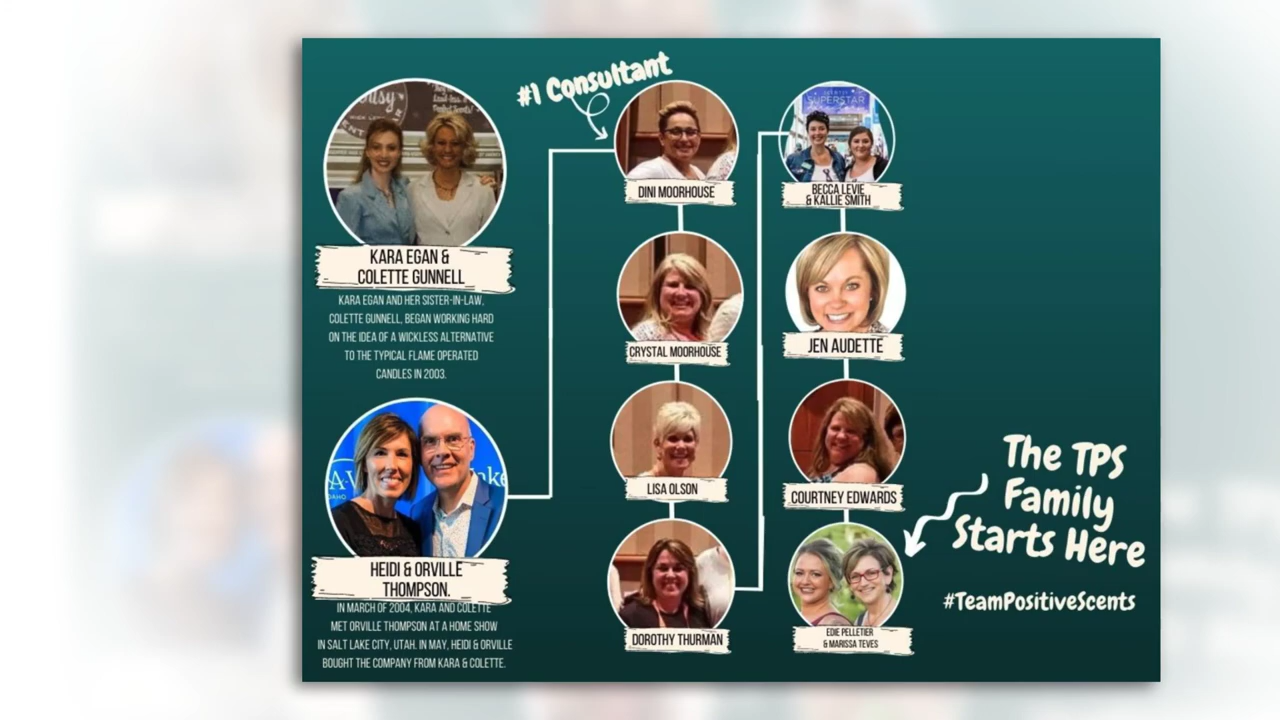 KARA EGAN &
COLETTE GUNNELL
KARA EGAN AND HER SISTER-IN-LAW,
COLETTE GUNNELL, BEGAN WORKING HARD
ON THE IDEA OF A WICKLESS ALTERNATIVE
TO THE TYPICAL FLAME OPERATED
CANDLES IN 2003.
HEIDI & ORVILLE
THOMPSON.
IN MARCH OF 2004, KARA AND COLETTE
MET ORVILLE THOMPSON AT A HOME SHOW
IN SALT LAKE CITY, UTAH. IN MAY, HEIDI & ORVILLE
BOUGHT THE COMPANY FROM KARA & COLETTE.
#1 Consultant
DINI MOORHOUSE
CRYSTAL MOORHOUSE
LISA OLSON
DOROTHY THURMAN
SUPERSTAR
BECCA LEVIE
& KALLIE SMITH
JEN AUDETTE
COURTNEY EDWARDS
EDIE PELLETIER
& MARISSA TEVES
The TPS
Family
Starts Here
#TeamPositiveScents